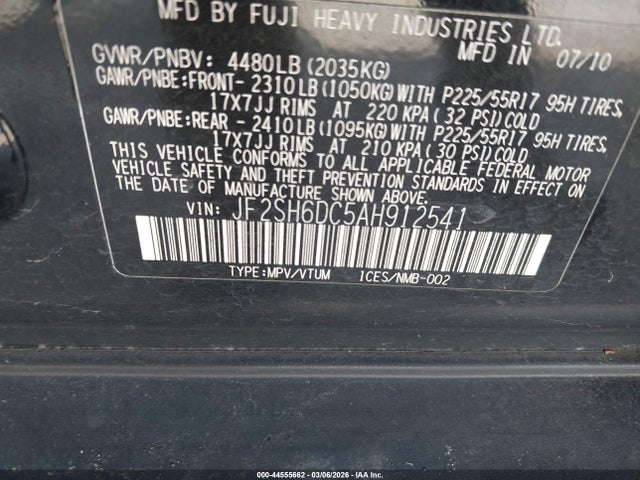 MFD BY FUJI HEAVY INDUSTRIES LTD.
MFD IN 07/10
GVWR/PNBV: 4480LB (2035KG)
GAWR/PNBE:FRONT- 2310LB(1050KG)WITH P225/55R17 95H TIRES,
17X7JJ RIMS AT 220 KPA( 32 PSI)COLD
GAWR/PNBE:REAR - 2410LB(1095KG)WITH P225/55R17 95H TIRES,
17X7JJ RIMS AT 210 KPA( 30 PSI)COLD
THIS VEHICLE CONFORMS TO ALL APPLICABLE FEDERAL MOTOR
VEHICLE SAFETY AND THEFT PREVENTION STANDARDS IN EFFECT ON
THE DATE OF MANUFACTURE SHOWN ABOVE.
VIN: JF2SH6DC5AH912541
TYPE:MPV/VTUM ICES/NMB-002
000-44555662 | 03/06/2026 | IAA Inc.